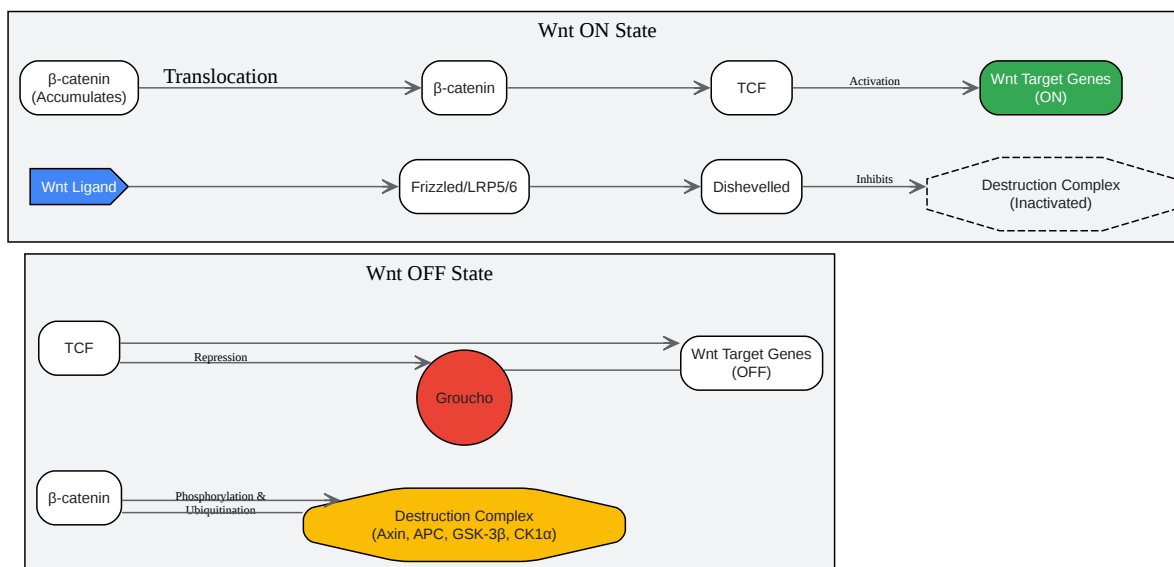 Wnt ON State
β-catenin
(Accumulates)
Translocation
β-catenin
TCF
Activation
Wnt Target Genes
(ON)
Wnt Ligand
Frizzled/LRP5/6
Dishevelled
Inhibits
Destruction Complex
(Inactivated)
Wnt OFF State
TCF
Repression
Groucho
Wnt Target Genes
(OFF)
β-catenin
Phosphorylation &
Ubiquitination
Destruction Complex
(Axin, APC, GSK-3β, CK1α)